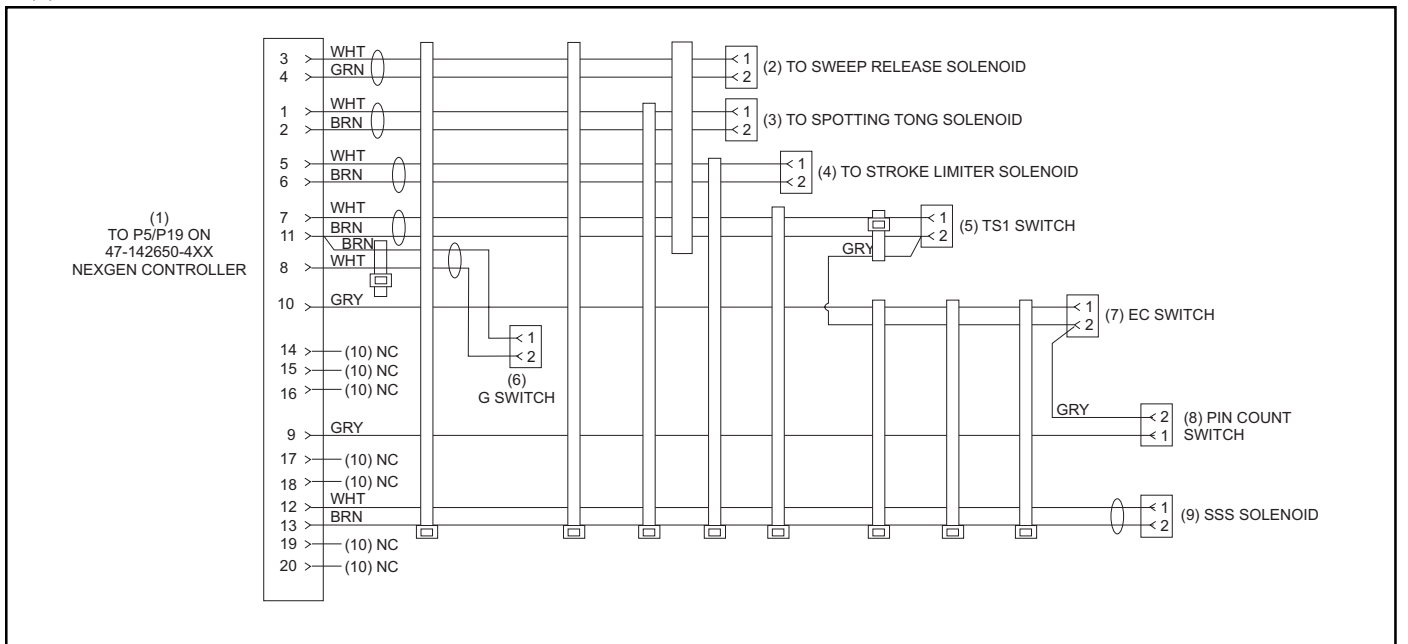 3 WHT 1
4 GRN 2
(2) TO SWEEP RELEASE SOLENOID
1 WHT 1
2 BRN 2
(3) TO SPOTTING TONG SOLENOID
5 WHT 1
6 BRN 2
(4) TO STROKE LIMITER SOLENOID
(1)
TO P5/P19 ON
47-142650-4XX
NEXGEN CONTROLLER
7 WHT 1
11 BRN 2
(5) TS1 SWITCH
BRN
GRY
8 WHT
10 GRY 1
2
(7) EC SWITCH
1
2
(6)
G SWITCH
14 (10) NC
15 (10) NC
16 (10) NC
GRY 2
9 GRY 1
(8) PIN COUNT
SWITCH
17 (10) NC
18 (10) NC
12 WHT 1
13 BRN 2
(9) SSS SOLENOID
19 (10) NC
20 (10) NC